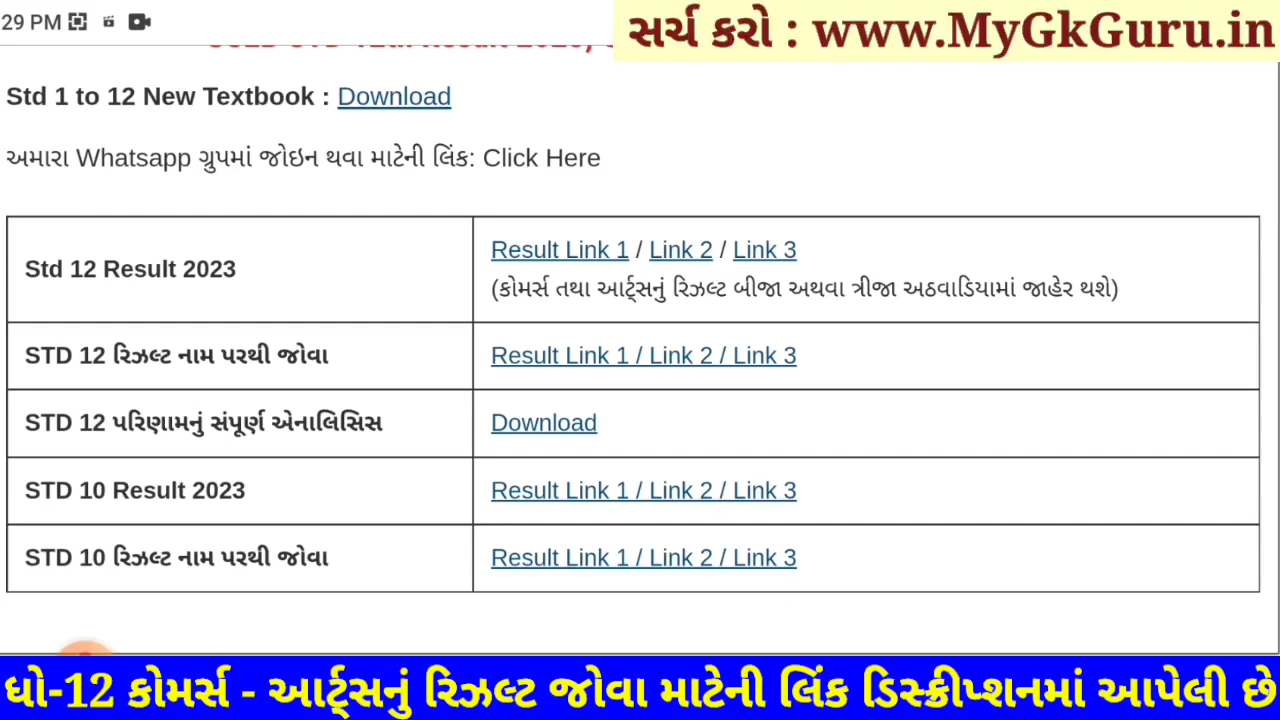 29 PM
સર્ચ કરો : www.MyGkGuru.in
Std 1 to 12 New Textbook : Download
અમારા Whatsapp ગ્રુપમાં જોઇન થવા માટેની લિંક: Click Here
Std 12 Result 2023
Result Link 1 / Link 2 / Link 3
(કોમર્સ તથા આર્ટ્સનું રિઝલ્ટ બીજા અથવા ત્રીજા અઠવાડિયામાં જાહેર થશે)
STD 12 રિઝલ્ટ નામ પરથી જોવા
Result Link 1 / Link 2 / Link 3
STD 12 પરિણામનું સંપૂર્ણ એનાલિસિસ
Download
STD 10 Result 2023
Result Link 1 / Link 2 / Link 3
STD 10 રિઝલ્ટ નામ પરથી જોવા
Result Link 1 / Link 2 / Link 3
ધો-12 કોમર્સ - આર્ટ્સનું રિઝલ્ટ જોવા માટેની લિંક ડિસ્ક્રીપ્શનમાં આપેલી છે